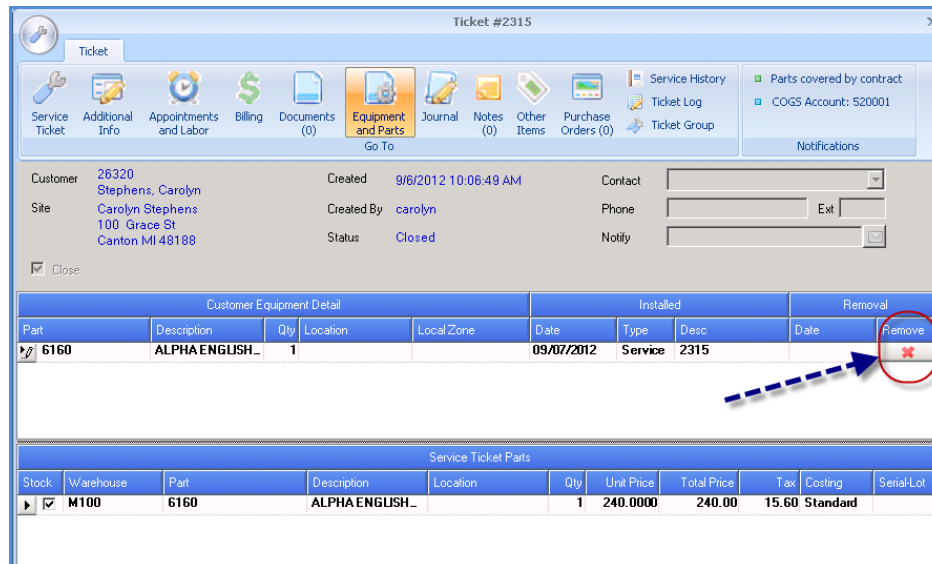 Ticket #2315
Ticket
Service Ticket
Additional Info
Appointments and Labor
Billing
Documents (0)
Equipment and Parts
Journal
Notes (0)
Other Items
Purchase Orders (0)
Service History
Ticket Log
Ticket Group
Go To
Parts covered by contract
COGS Account: 520001
Notifications
Customer 26320 Created 9/6/2012 10:06:49 AM Contact
Stephens, Carolyn
Site Carolyn Stephens Created By carolyn Phone Ext
100 Grace St
Canton MI 48188 Status Closed Notify
Close
Customer Equipment Detail Installed Removal
Part Description Qty Location Local Zone Date Type Desc Date Remove
6160 ALPHA ENGLISH_ 1 09/07/2012 Service 2315
Service Ticket Parts
Stock Warehouse Part Description Location Qty Unit Price Total Price Tax Costing Serial-Lot
M100 6160 ALPHA ENGLISH_ 1 240.0000 240.00 15.60 Standard